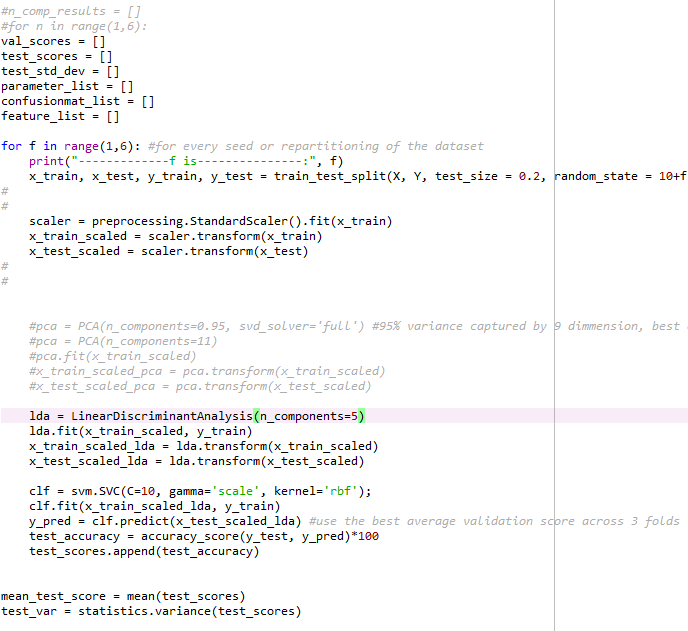 #n_comp_results = []
#for n in range(1,6):
val_scores = []
test_scores = []
test_std_dev = []
parameter_list = []
confusionmat_list = []
feature_list = []
for f in range(1,6): #for every seed or repartitioning of the dataset
print("-------------f is---------------:", f)
x_train, x_test, y_train, y_test = train_test_split(X, Y, test_size = 0.2, random_state = 10+f
#
#
scaler = preprocessing.StandardScaler().fit(x_train)
x_train_scaled = scaler.transform(x_train)
x_test_scaled = scaler.transform(x_test)
#
#
#pca = PCA(n_components=0.95, svd_solver='full') #95% variance captured by 9 dimmension, best
#pca = PCA(n_components=11)
#pca.fit(x_train_scaled)
#x_train_scaled_pca = pca.transform(x_train_scaled)
#x_test_scaled_pca = pca.transform(x_test_scaled)
lda = LinearDiscriminantAnalysis(n_components=5)
lda.fit(x_train_scaled, y_train)
x_train_scaled_lda = lda.transform(x_train_scaled)
x_test_scaled_lda = lda.transform(x_test_scaled)
clf = svm.SVC(C=10, gamma='scale', kernel='rbf');
clf.fit(x_train_scaled_lda, y_train)
y_pred = clf.predict(x_test_scaled_lda) #use the best average validation score across 3 folds
test_accuracy = accuracy_score(y_test, y_pred)*100
test_scores.append(test_accuracy)
mean_test_score = mean(test_scores)
test_var = statistics.variance(test_scores)